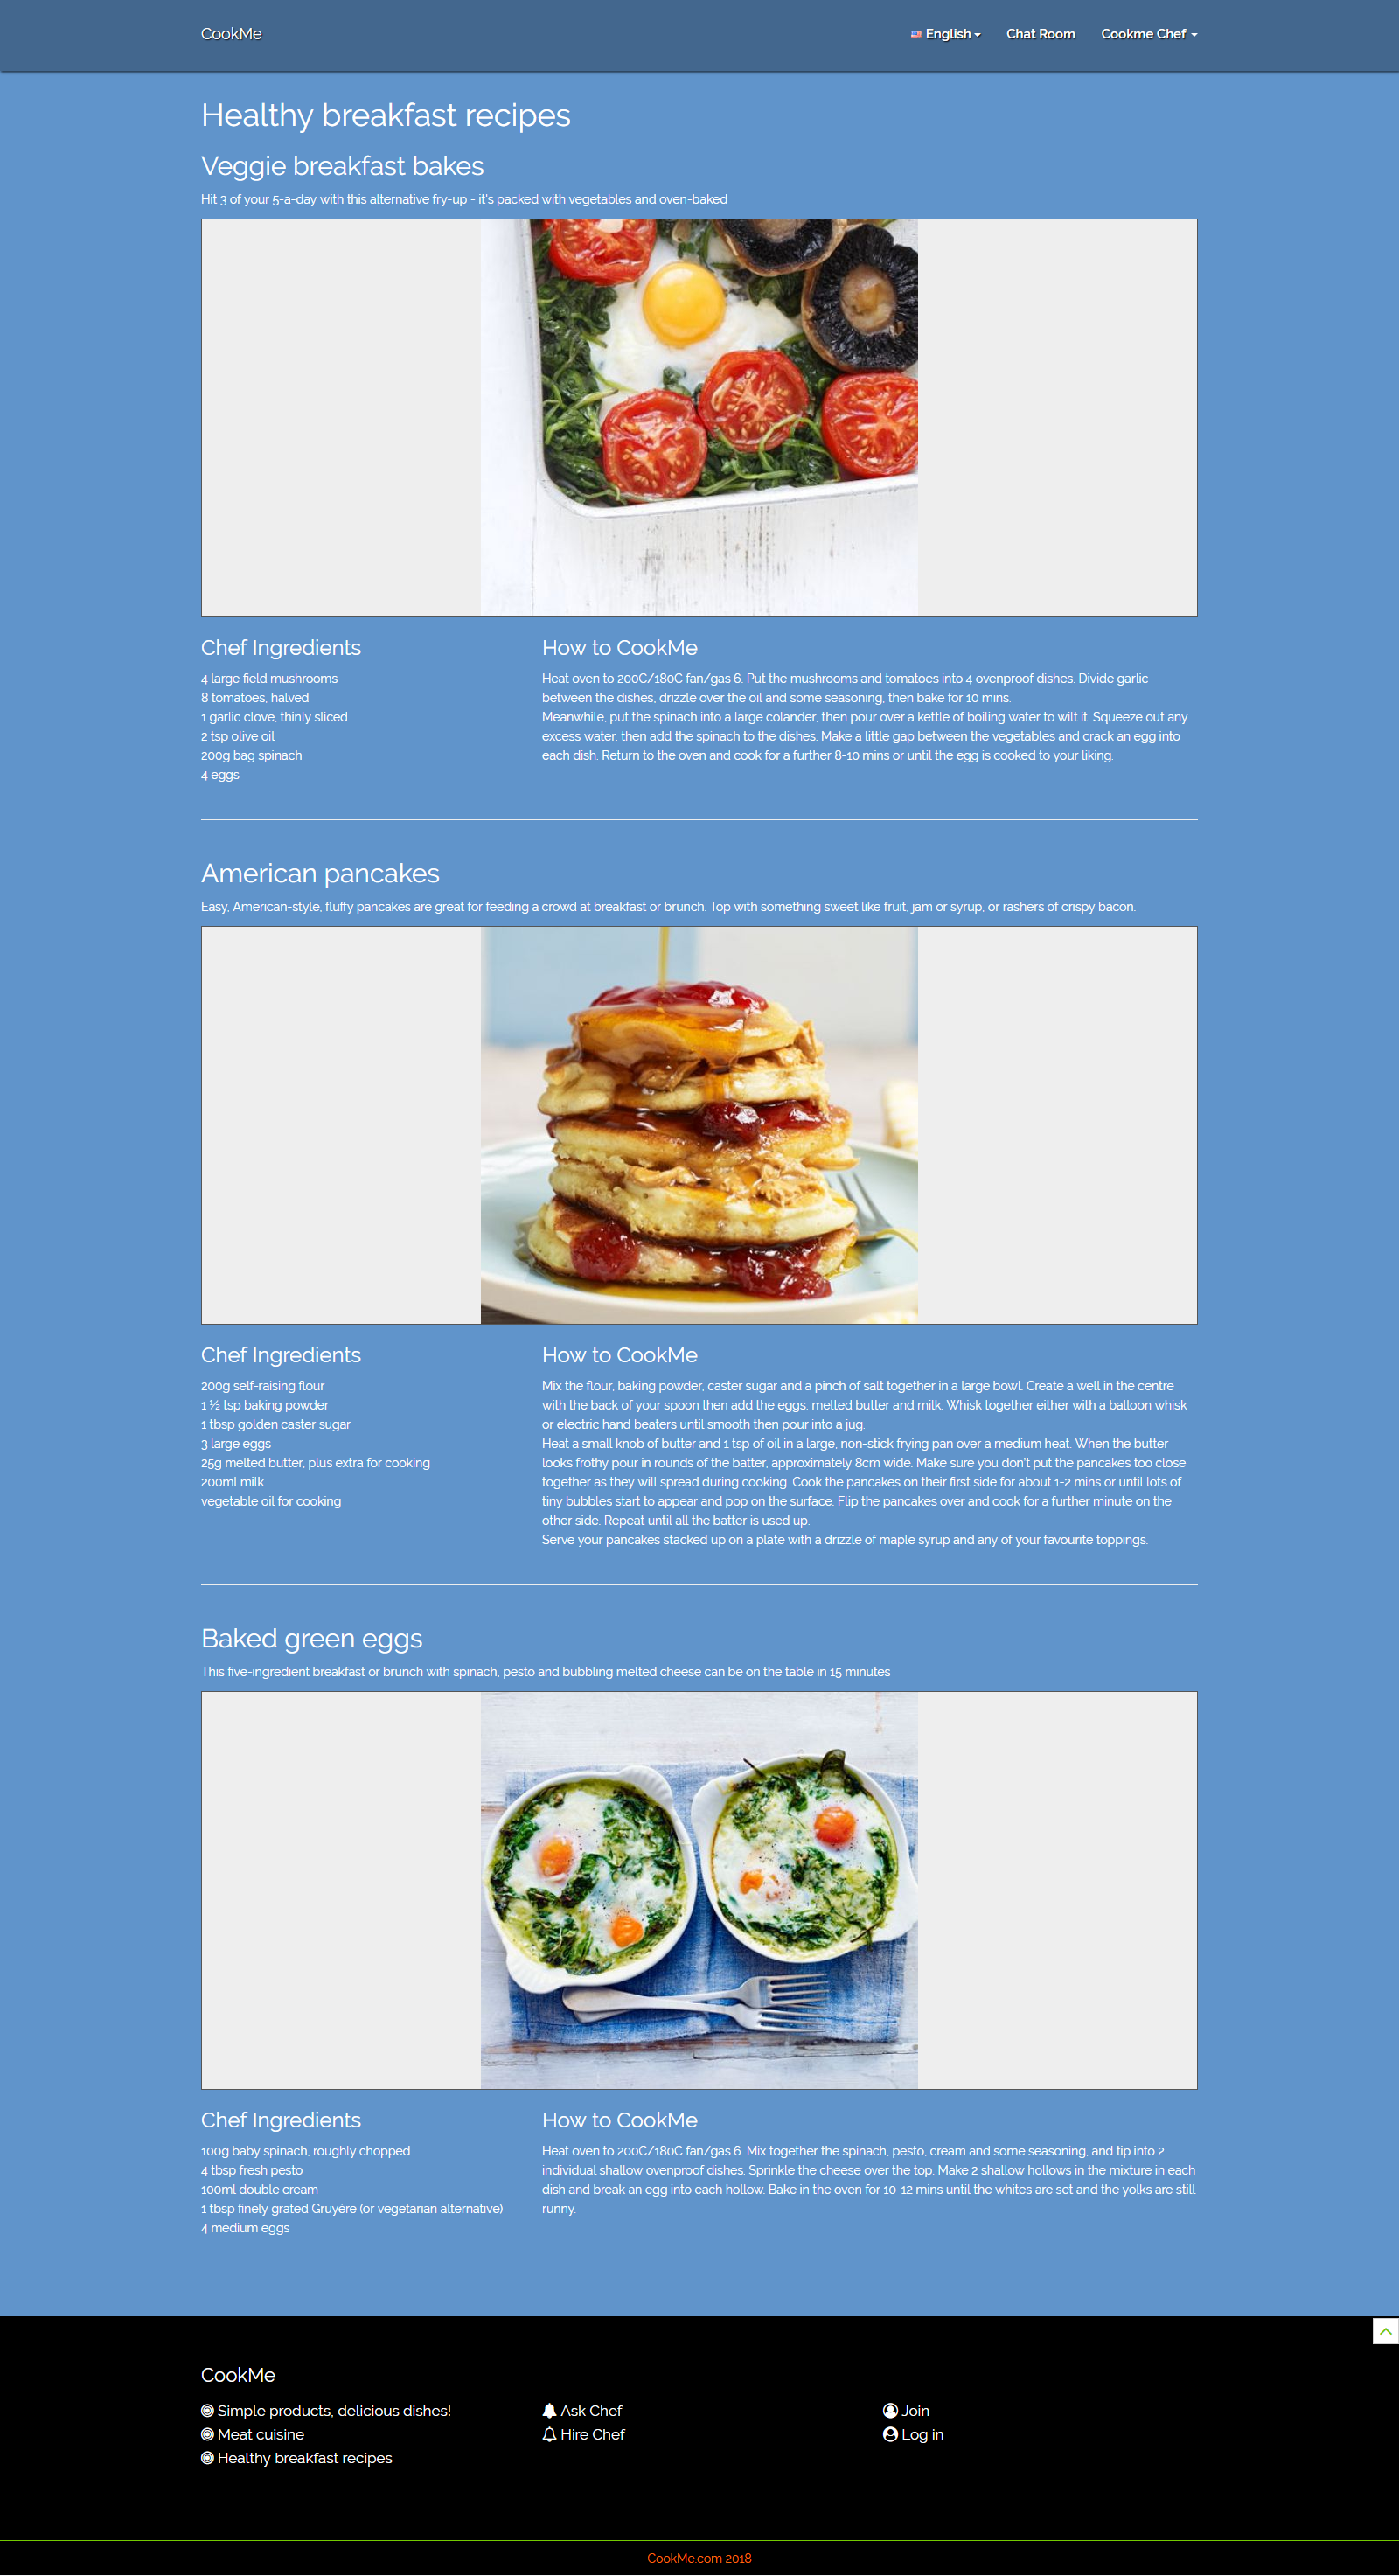 CookMe
English
Chat Room
Cookme Chef
Healthy breakfast recipes
Veggie breakfast bakes
Hit 3 of your 5-a-day with this alternative fry-up - it's packed with vegetables and oven-baked
Chef Ingredients
4 large field mushrooms
8 tomatoes, halved
1 garlic clove, thinly sliced
2 tsp olive oil
200g bag spinach
4 eggs
How to CookMe
Heat oven to 200C/180C fan/gas 6. Put the mushrooms and tomatoes into 4 ovenproof dishes. Divide garlic
between the dishes, drizzle over the oil and some seasoning, then bake for 10 mins.
Meanwhile, put the spinach into a large colander, then pour over a kettle of boiling water to wilt it. Squeeze out any
excess water, then add the spinach to the dishes. Make a little gap between the vegetables and crack an egg into
each dish. Return to the oven and cook for a further 8-10 mins or until the egg is cooked to your liking.
American pancakes
Easy, American-style, fluffy pancakes are great for feeding a crowd at breakfast or brunch. Top with something sweet like fruit, jam or syrup, or rashers of crispy bacon.
Chef Ingredients
200g self-raising flour
1 ½ tsp baking powder
1 tbsp golden caster sugar
3 large eggs
25g melted butter, plus extra for cooking
200ml milk
vegetable oil for cooking
How to CookMe
Mix the flour, baking powder, caster sugar and a pinch of salt together in a large bowl. Create a well in the centre
with the back of your spoon then add the eggs, melted butter and milk. Whisk together either with a balloon whisk
or electric hand beaters until smooth then pour into a jug.
Heat a small knob of butter and 1 tsp of oil in a large, non-stick frying pan over a medium heat. When the butter
looks frothy pour in rounds of the batter, approximately 8cm wide. Make sure you don't put the pancakes too close
together as they will spread during cooking. Cook the pancakes on their first side for about 1-2 mins or until lots of
tiny bubbles start to appear and pop on the surface. Flip the pancakes over and cook for a further minute on the
other side. Repeat until all the batter is used up.
Serve your pancakes stacked up on a plate with a drizzle of maple syrup and any of your favourite toppings.
Baked green eggs
This five-ingredient breakfast or brunch with spinach, pesto and bubbling melted cheese can be on the table in 15 minutes
Chef Ingredients
100g baby spinach, roughly chopped
4 tbsp fresh pesto
100ml double cream
1 tbsp finely grated Gruyère (or vegetarian alternative)
4 medium eggs
How to CookMe
Heat oven to 200C/180C fan/gas 6. Mix together the spinach, pesto, cream and some seasoning, and tip into 2
individual shallow ovenproof dishes. Sprinkle the cheese over the top. Make 2 shallow hollows in the mixture in each
dish and break an egg into each hollow. Bake in the oven for 10-12 mins until the whites are set and the yolks are still
runny.
CookMe
Simple products, delicious dishes!
Meat cuisine
Healthy breakfast recipes
Ask Chef
Hire Chef
Join
Log in
CookMe.com 2018